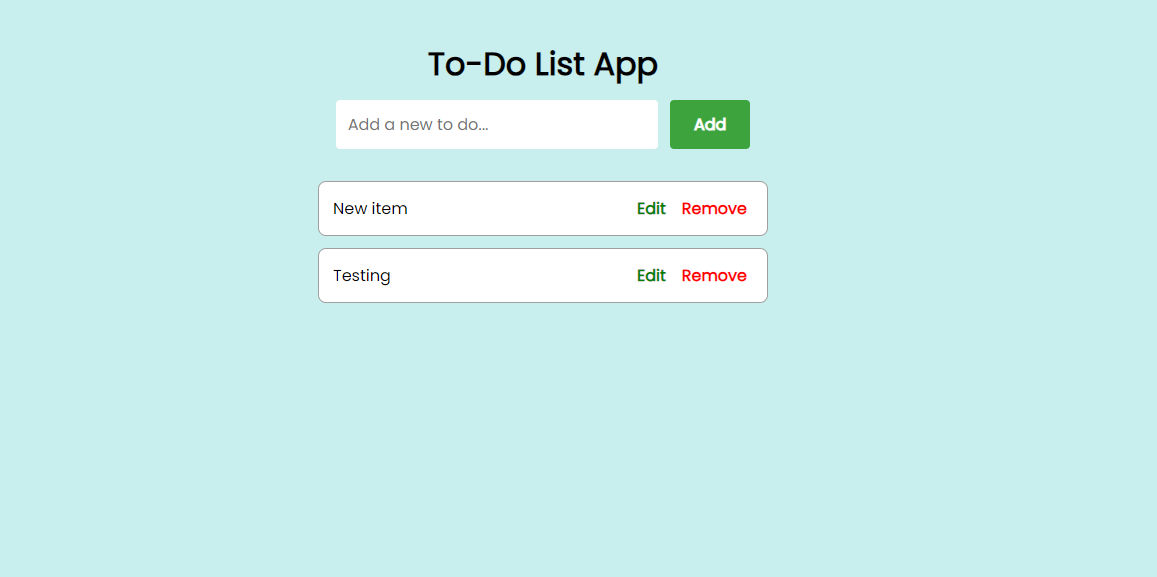 To-Do List App
Add a new to do...
Add
New item Edit Remove
Testing Edit Remove